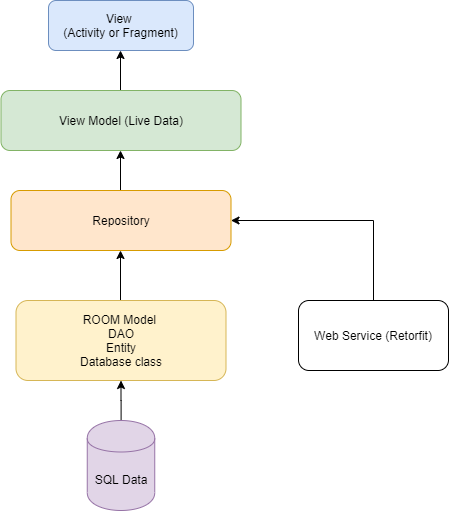 View
(Activity or Fragment)
View Model (Live Data)
Repository
ROOM Model
DAO
Entity
Database class
Web Service (Retorfit)
SQL Data